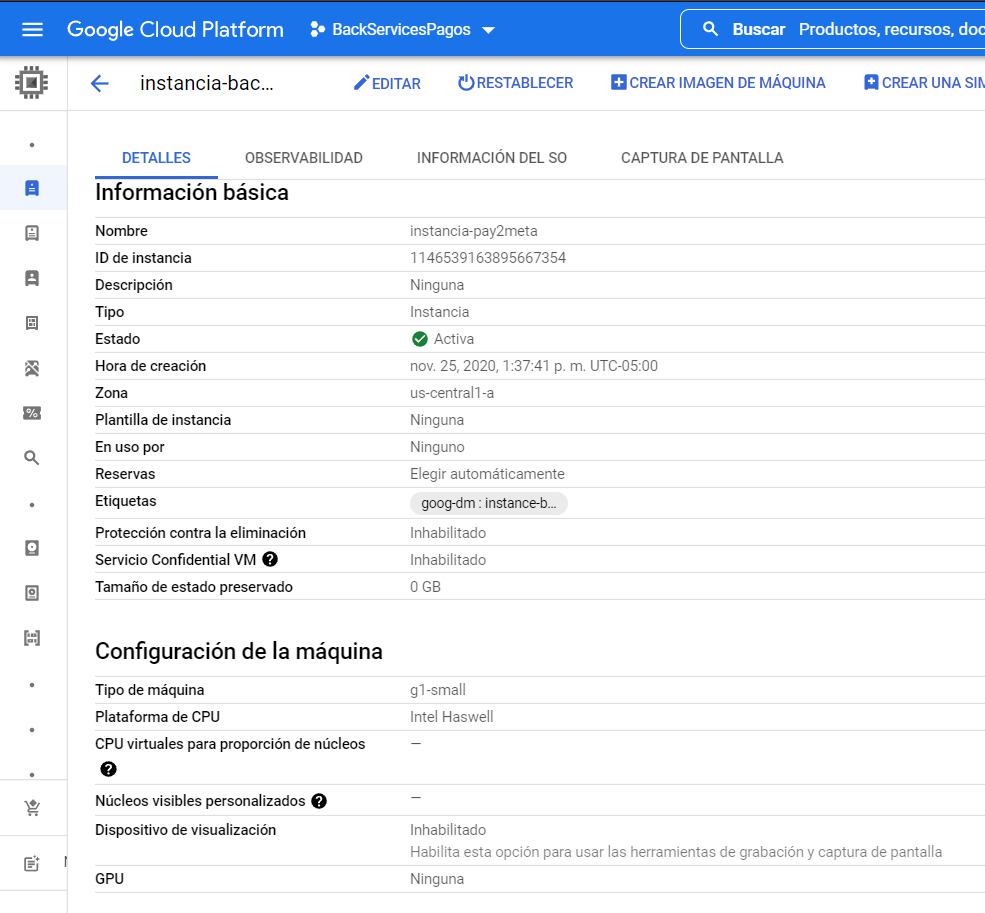 Google Cloud Platform BackServicesPagos Buscar Productos, recursos, doc
instancia-bac... EDITAR RESTABLECER CREAR IMAGEN DE MÁQUINA CREAR UNA SIM
DETALLES OBSERVABILIDAD INFORMACIÓN DEL SO CAPTURA DE PANTALLA
Información básica
Nombre instancia-pay2meta
ID de instancia 1146539163895667354
Descripción Ninguna
Tipo Instancia
Estado Activa
Hora de creación nov. 25, 2020, 1:37:41 p. m. UTC-05:00
Zona us-central1-a
Plantilla de instancia Ninguna
En uso por Ninguno
Reservas Elegir automáticamente
Etiquetas goog-dm : instance-b...
Protección contra la eliminación Inhabilitado
Servicio Confidential VM Inhabilitado
Tamaño de estado preservado 0 GB
Configuración de la máquina
Tipo de máquina g1-small
Plataforma de CPU Intel Haswell
CPU virtuales para proporción de núcleos —
Núcleos visibles personalizados —
Dispositivo de visualización Inhabilitado
Habilita esta opción para usar las herramientas de grabación y captura de pantalla
GPU Ninguna